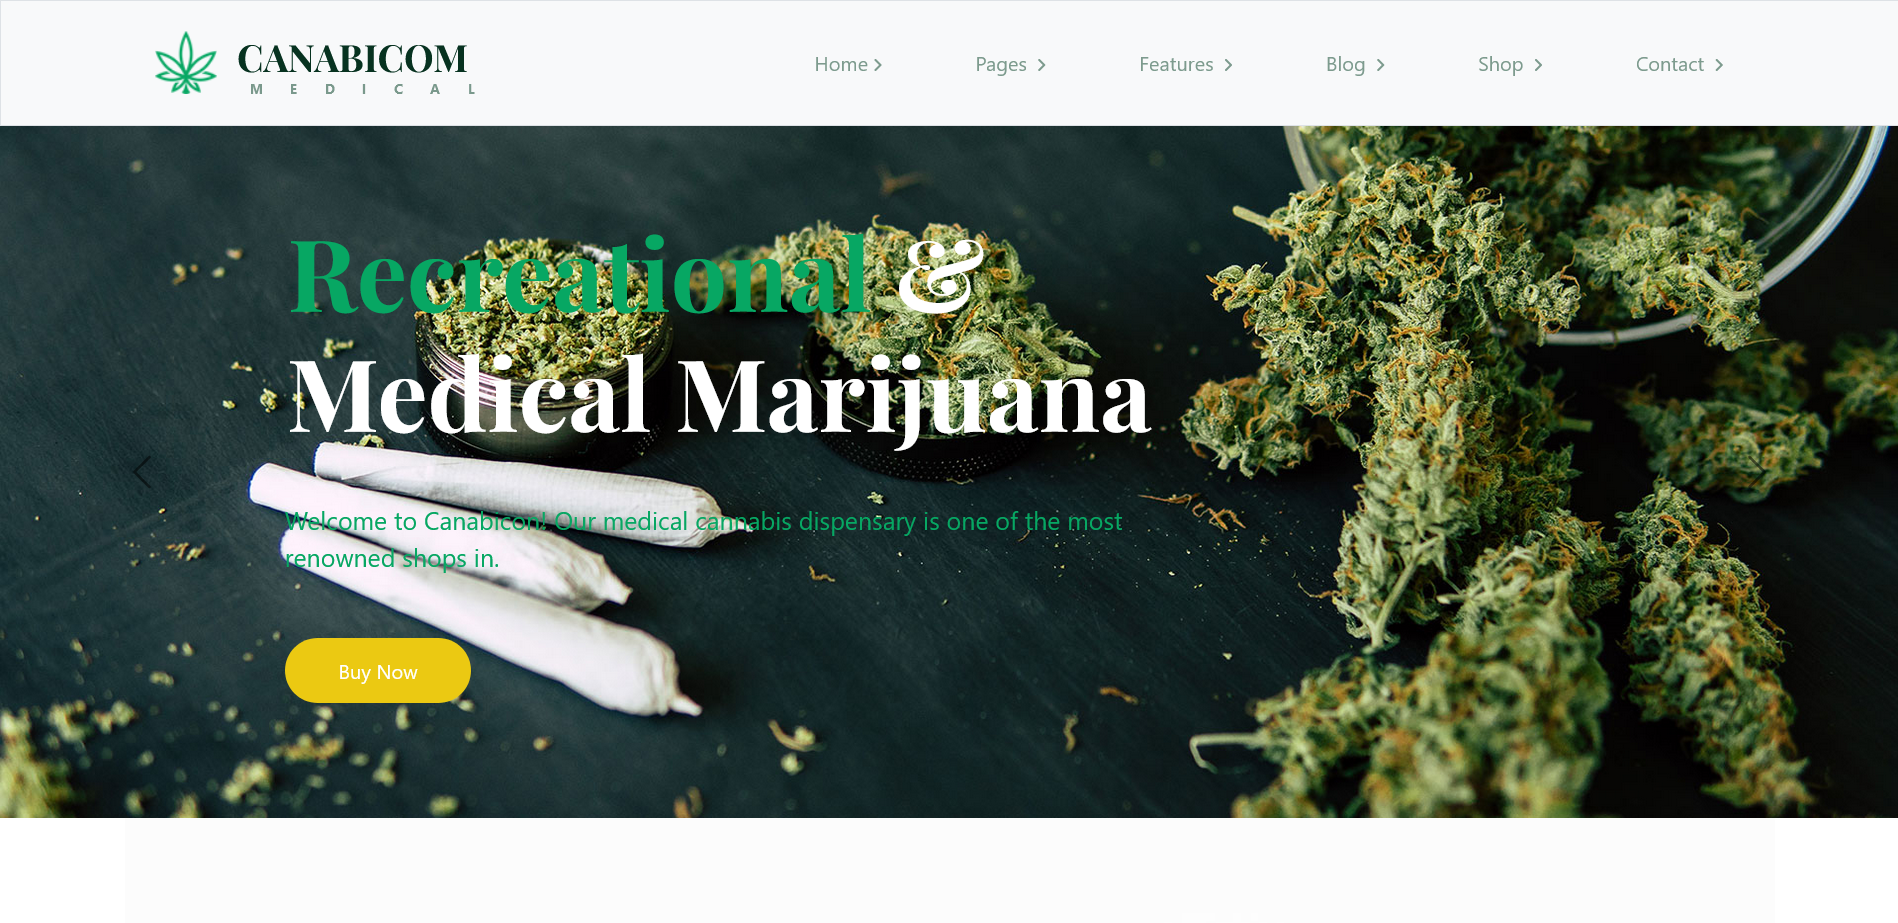 CANABICOM
MEDICAL
Home
Pages
Features
Blog
Shop
Contact
Recreational &
Medical Marijuana
Welcome to Canabicon! Our medical cannabis dispensary is one of the most
renowned shops in.
Buy Now